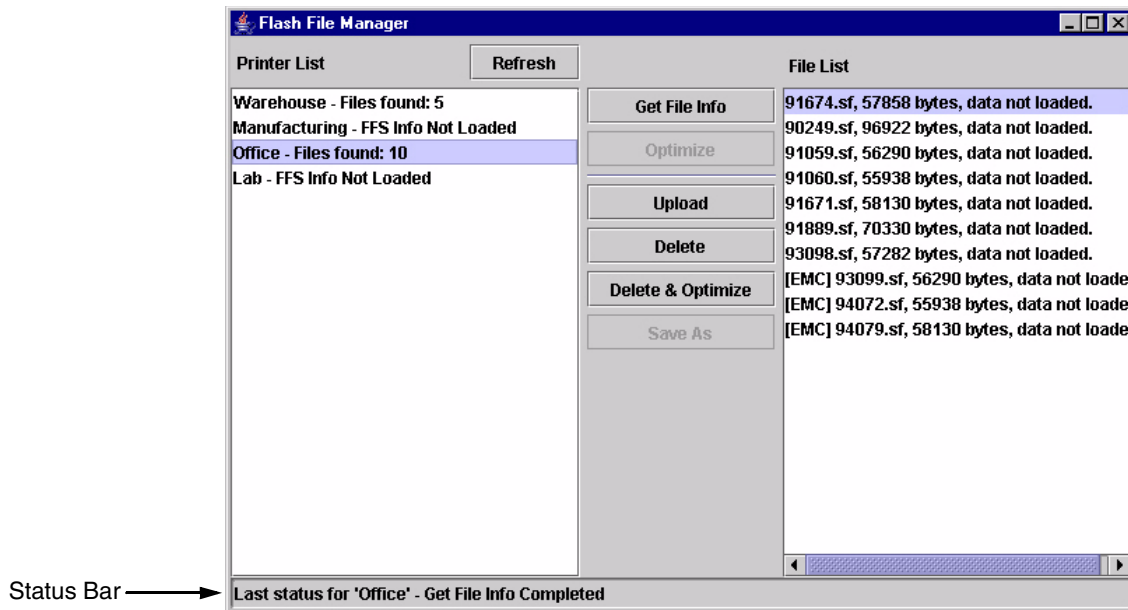 Flash File Manager
Printer List
Refresh
File List
Warehouse - Files found: 5
Manufacturing - FFS Info Not Loaded
Office - Files found: 10
Lab - FFS Info Not Loaded
Get File Info
Optimize
Upload
Delete
Delete & Optimize
Save As
91674.sf, 57858 bytes, data not loaded.
90249.sf, 96922 bytes, data not loaded.
91059.sf, 56290 bytes, data not loaded.
91060.sf, 55938 bytes, data not loaded.
91671.sf, 58130 bytes, data not loaded.
91889.sf, 70330 bytes, data not loaded.
93098.sf, 57282 bytes, data not loaded.
[EMC] 93099.sf, 56290 bytes, data not loade
[EMC] 94072.sf, 55938 bytes, data not loade
[EMC] 94079.sf, 58130 bytes, data not loade
Status Bar
Last status for 'Office' - Get File Info Completed